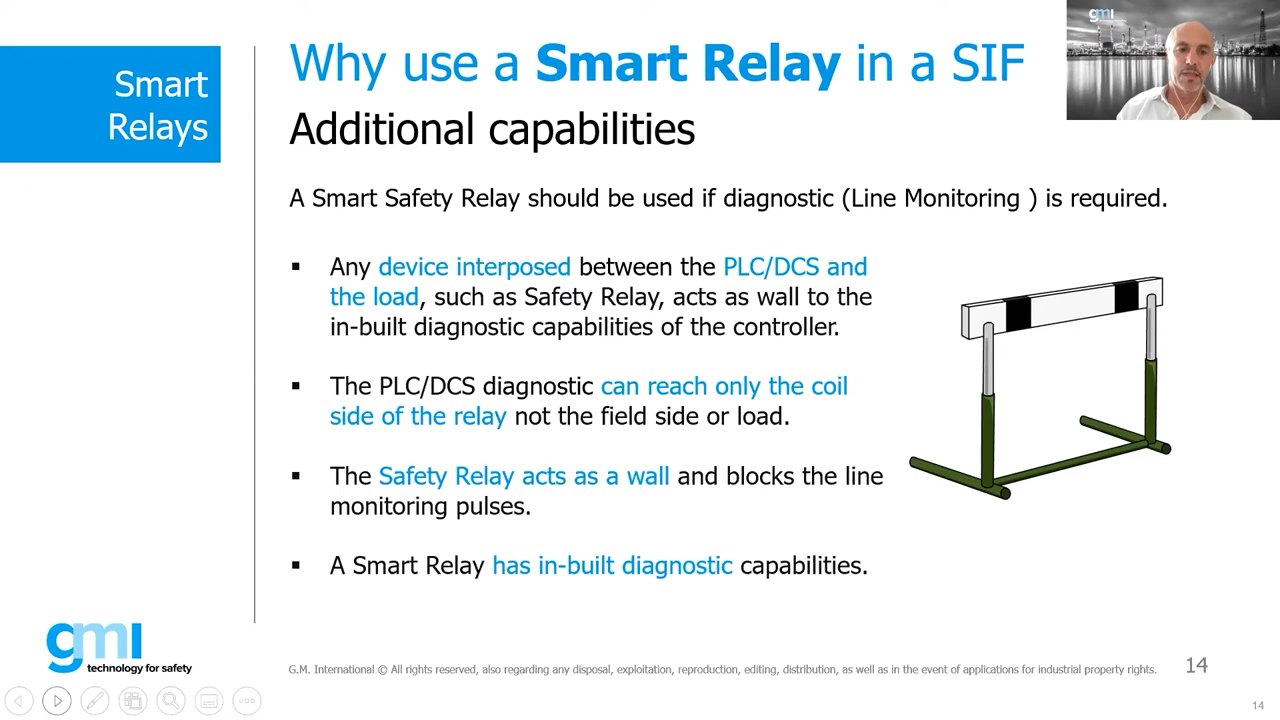 Smart
Relays
Why use a Smart Relay in a SIF
Additional capabilities
A Smart Safety Relay should be used if diagnostic (Line Monitoring ) is required.
▪ Any device interposed between the PLC/DCS and
the load, such as Safety Relay, acts as wall to the
in-built diagnostic capabilities of the controller.
▪ The PLC/DCS diagnostic can reach only the coil
side of the relay not the field side or load.
▪ The Safety Relay acts as a wall and blocks the line
monitoring pulses.
▪ A Smart Relay has in-built diagnostic capabilities.
gmi
gmi
technology for safety
G.M. International © All rights reserved, also regarding any disposal, exploitation, reproduction, editing, distribution, as well as in the event of applications for industrial property rights.
14
14